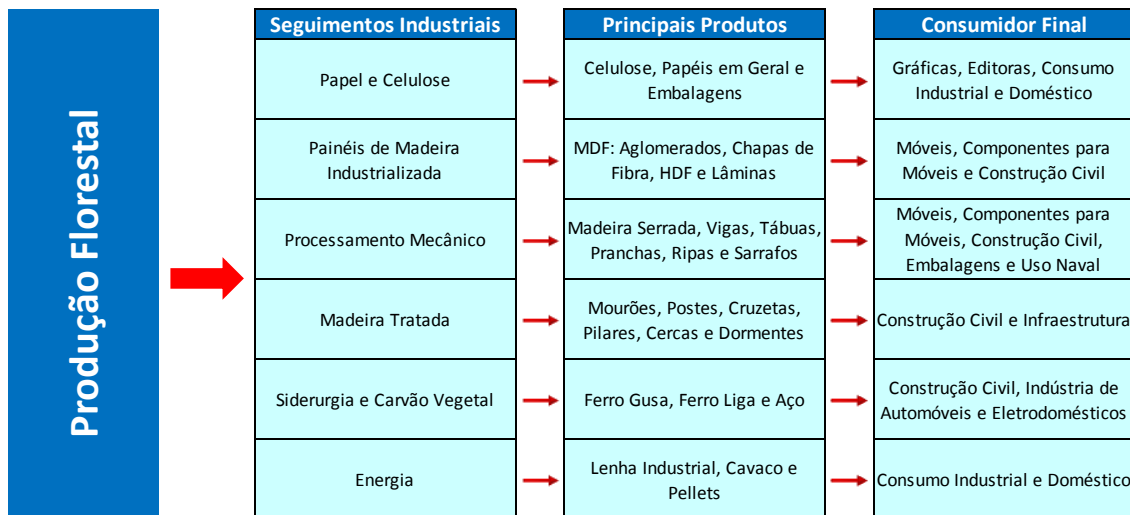 Produção Florestal
Seguimentos Industriais
Principais Produtos
Consumidor Final
Papel e Celulose
Celulose, Papéis em Geral e
Embalagens
Gráficas, Editoras, Consumo
Industrial e Doméstico
Painéis de Madeira
Industrializada
MDF: Aglomerados, Chapas de
Fibra, HDF e Lâminas
Móveis, Componentes para
Móveis e Construção Civil
Processamento Mecânico
Madeira Serrada, Vigas, Tábuas,
Pranchas, Ripas e Sarrafos
Móveis, Componentes para
Móveis, Construção Civil,
Embalagens e Uso Naval
Madeira Tratada
Mourões, Postes, Cruzetas,
Pilares, Cercas e Dormentes
Construção Civil e Infraestrutura
Siderurgia e Carvão Vegetal
Ferro Gusa, Ferro Liga e Aço
Construção Civil, Indústria de
Automóveis e Eletrodomésticos
Energia
Lenha Industrial, Cavaco e
Pellets
Consumo Industrial e Doméstico